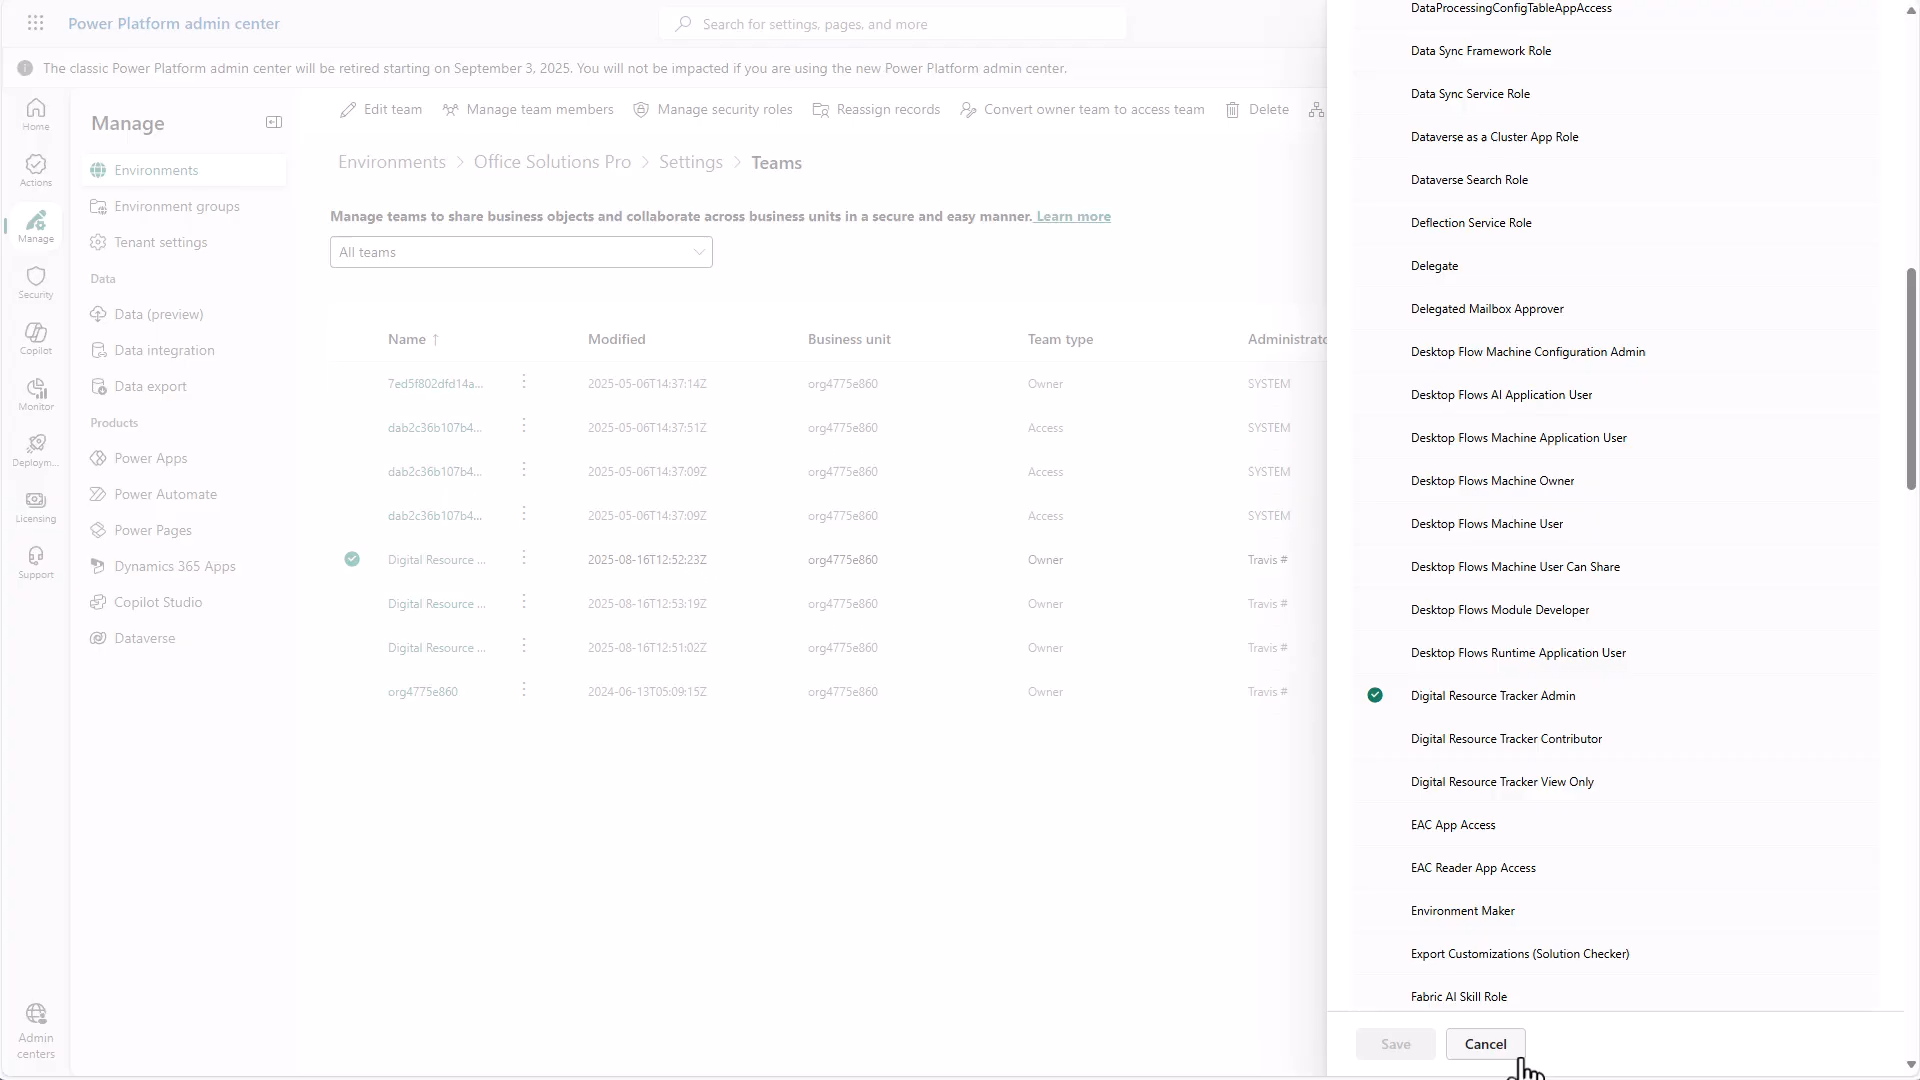 Power Platform admin center
Search for settings, pages, and more
The classic Power Platform admin center will be retired starting on September 3, 2025. You will not be impacted if you are using the new Power Platform admin center.
Home
Actions
Manage
Security
Copilot
Monitor
Deploym...
Licensing
Support
Admin
centers
Manage
Environments
Environment groups
Tenant settings
Data
Data (preview)
Data integration
Data export
Products
Power Apps
Power Automate
Power Pages
Dynamics 365 Apps
Copilot Studio
Dataverse
Edit team
Manage team members
Manage security roles
Reassign records
Convert owner team to access team
Delete
Environments > Office Solutions Pro > Settings > Teams
Manage teams to share business objects and collaborate across business units in a secure and easy manner. Learn more
All teams
Name ↑ Modified Business unit Team type Administrato
7ed5f802dfd14a... 2025-05-06T14:37:14Z org4775e860 Owner SYSTEM
dab2c36b107b4... 2025-05-06T14:37:51Z org4775e860 Access SYSTEM
dab2c36b107b4... 2025-05-06T14:37:09Z org4775e860 Access SYSTEM
dab2c36b107b4... 2025-05-06T14:37:09Z org4775e860 Access SYSTEM
Digital Resource ... 2025-08-16T12:52:23Z org4775e860 Owner Travis #
Digital Resource ... 2025-08-16T12:53:19Z org4775e860 Owner Travis #
Digital Resource ... 2025-08-16T12:51:02Z org4775e860 Owner Travis #
org4775e860 2024-06-13T05:09:15Z org4775e860 Owner Travis #
DataProcessingConfigTableAppAccess
Data Sync Framework Role
Data Sync Service Role
Dataverse as a Cluster App Role
Dataverse Search Role
Deflection Service Role
Delegate
Delegated Mailbox Approver
Desktop Flow Machine Configuration Admin
Desktop Flows AI Application User
Desktop Flows Machine Application User
Desktop Flows Machine Owner
Desktop Flows Machine User
Desktop Flows Machine User Can Share
Desktop Flows Module Developer
Desktop Flows Runtime Application User
Digital Resource Tracker Admin
Digital Resource Tracker Contributor
Digital Resource Tracker View Only
EAC App Access
EAC Reader App Access
Environment Maker
Export Customizations (Solution Checker)
Fabric AI Skill Role
Save
Cancel